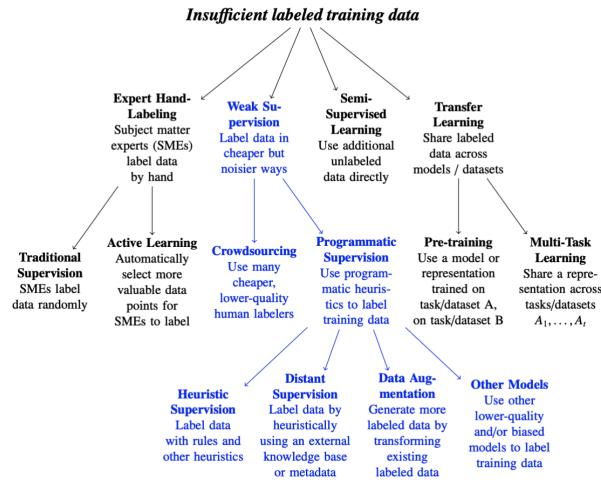 Insufficient labeled training data
Expert Hand-
Labeling
Subject matter
experts (SMEs)
label data
by hand
Weak Su-
pervision
Label data in
cheaper but
noisier ways
Semi-
Supervised
Learning
Use additional
unlabeled
data directly
Transfer
Learning
Share labeled
data across
models / datasets
Traditional
Supervision
SMEs label
data randomly
Active Learning
Automatically
select more
valuable data
points for
SMEs to label
Crowdsourcing
Use many
cheaper,
lower-quality
human labelers
Programmatic
Supervision
Use program-
matic heuris-
tics to label
training data
Pre-training
Use a model or
representation
trained on
task/dataset A,
on task/dataset B
Multi-Task
Learning
Share a repre-
sentation across
tasks/datasets
A₁, . . . , Aₜ
Heuristic
Supervision
Label data
with rules and
other heuristics
Distant
Supervision
Label data by
heuristically
using an external
knowledge base
or metadata
Data Aug-
mentation
Generate more
labeled data by
transforming
existing
labeled data
Other Models
Use other
lower-quality
and/or biased
models to label
training data